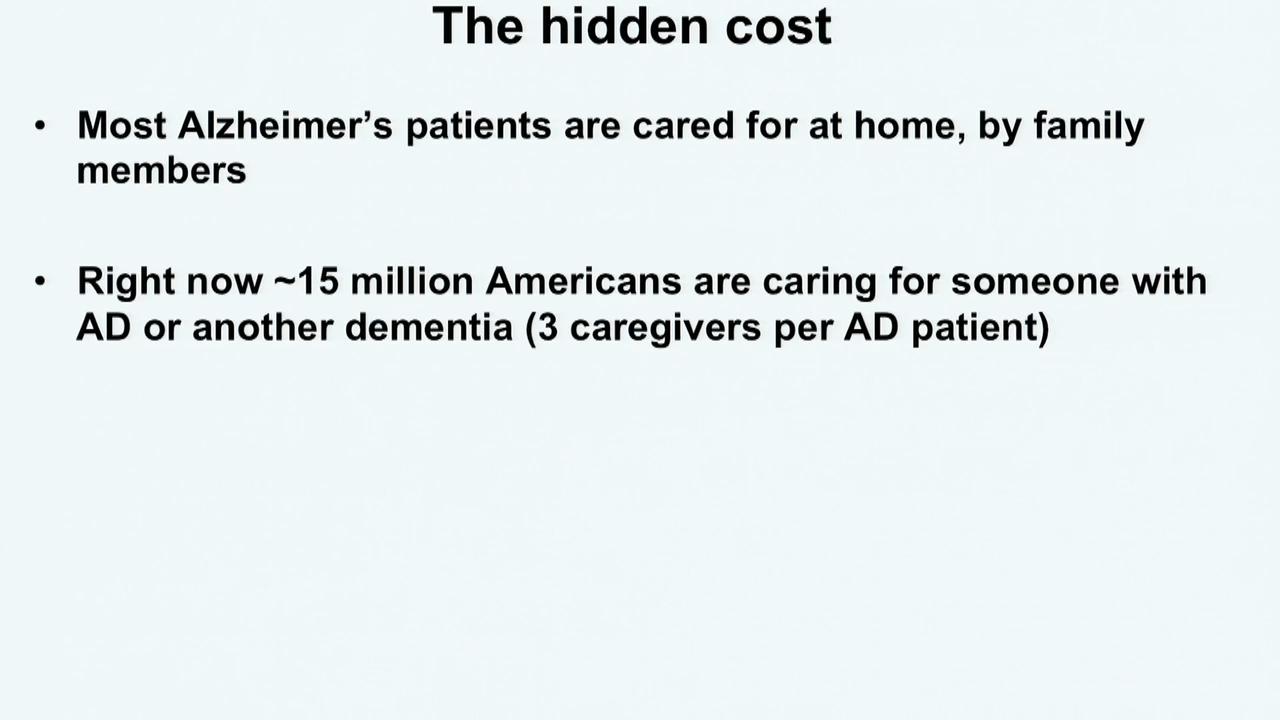 The hidden cost
• Most Alzheimer’s patients are cared for at home, by family
members
• Right now ~15 million Americans are caring for someone with
AD or another dementia (3 caregivers per AD patient)